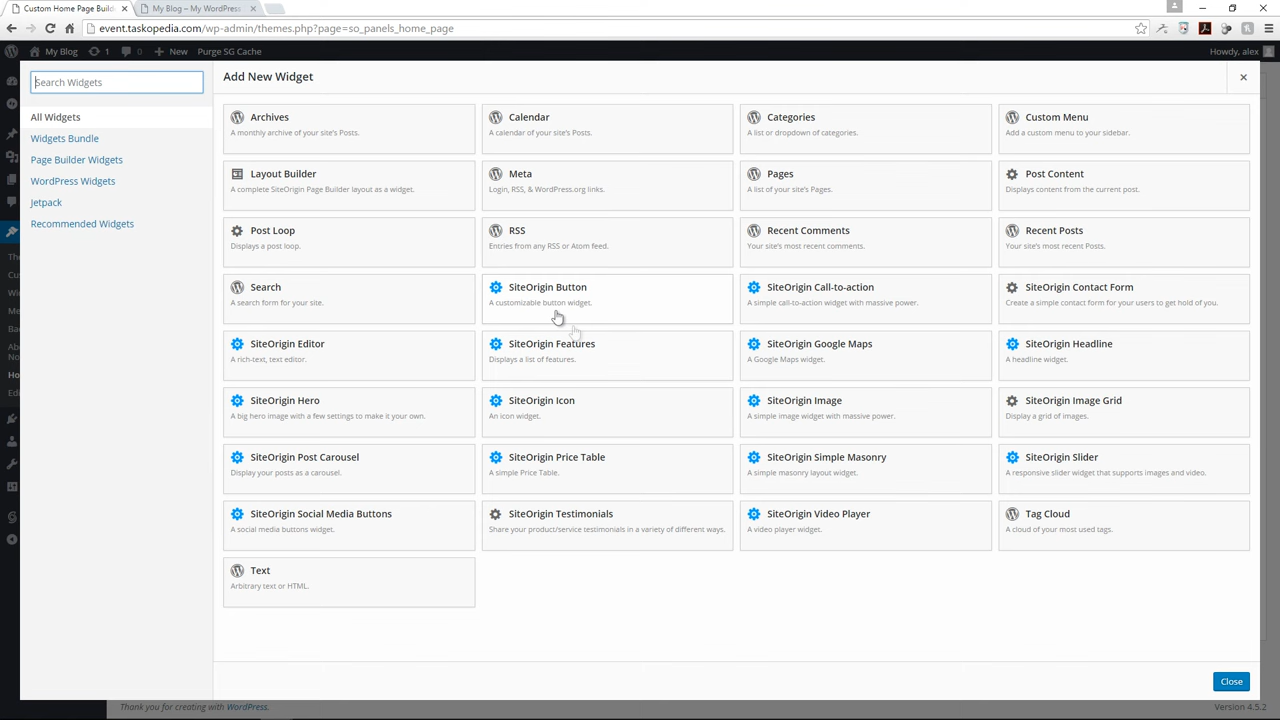 Custom Home Page Build
My Blog – My WordPress
event.taskopedia.com/wp-admin/themes.php?page=so_panels_home_page
My Blog
1
0
New
Purge SG Cache
Howdy, alex
Search Widgets
All Widgets
Widgets Bundle
Page Builder Widgets
WordPress Widgets
Jetpack
Recommended Widgets
Add New Widget
Archives
A monthly archive of your site's Posts.
Calendar
A calendar of your site's Posts.
Categories
A list or dropdown of categories.
Custom Menu
Add a custom menu to your sidebar.
Layout Builder
A complete SiteOrigin Page Builder layout as a widget.
Meta
Login, RSS, & WordPress.org links.
Pages
A list of your site's Pages.
Post Content
Displays content from the current post.
Post Loop
Displays a post loop.
RSS
Entries from any RSS or Atom feed.
Recent Comments
Your site's most recent comments.
Recent Posts
Your site's most recent Posts.
Search
A search form for your site.
SiteOrigin Button
A customizable button widget.
SiteOrigin Call-to-action
A simple call-to-action widget with massive power.
SiteOrigin Contact Form
Create a simple contact form for your users to get hold of you.
SiteOrigin Editor
A rich-text, text editor.
SiteOrigin Features
Displays a list of features.
SiteOrigin Google Maps
A Google Maps widget.
SiteOrigin Headline
A headline widget.
SiteOrigin Hero
A big hero image with a few settings to make it your own.
SiteOrigin Icon
An icon widget.
SiteOrigin Image
A simple image widget with massive power.
SiteOrigin Image Grid
Display a grid of images.
SiteOrigin Post Carousel
Display your posts as a carousel.
SiteOrigin Price Table
A simple Price Table.
SiteOrigin Simple Masonry
A simple masonry layout widget.
SiteOrigin Slider
A responsive slider widget that supports images and video.
SiteOrigin Social Media Buttons
A social media buttons widget.
SiteOrigin Testimonials
Share your product/service testimonials in a variety of different ways.
SiteOrigin Video Player
A video player widget.
Tag Cloud
A cloud of your most used tags.
Text
Arbitrary text or HTML.
Close
Thank you for creating with WordPress.
Version 4.5.2